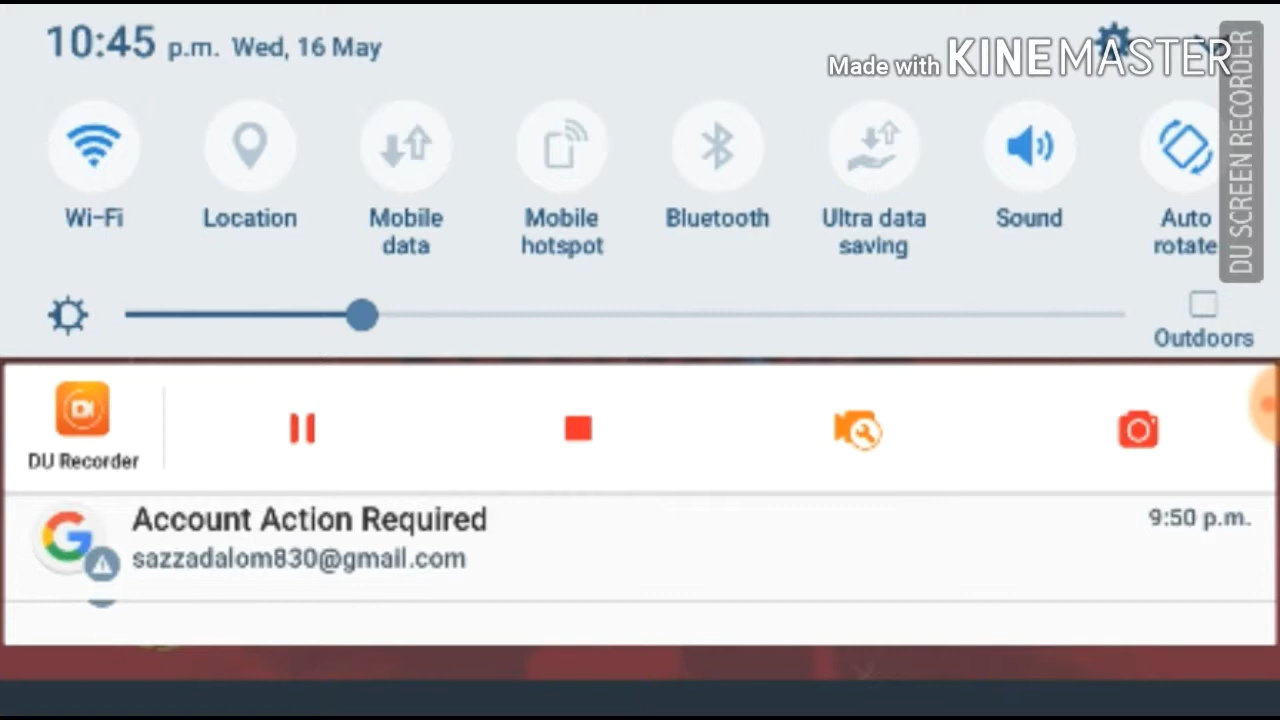 10:45 p.m. Wed, 16 May
Made with KINEMASTER
DU SCREEN RECORDER
Wi-Fi
Location
Mobile data
Mobile hotspot
Bluetooth
Ultra data saving
Sound
Auto rotate
Outdoors
DU Recorder
Account Action Required
9:50 p.m.
sazzadalom830@gmail.com